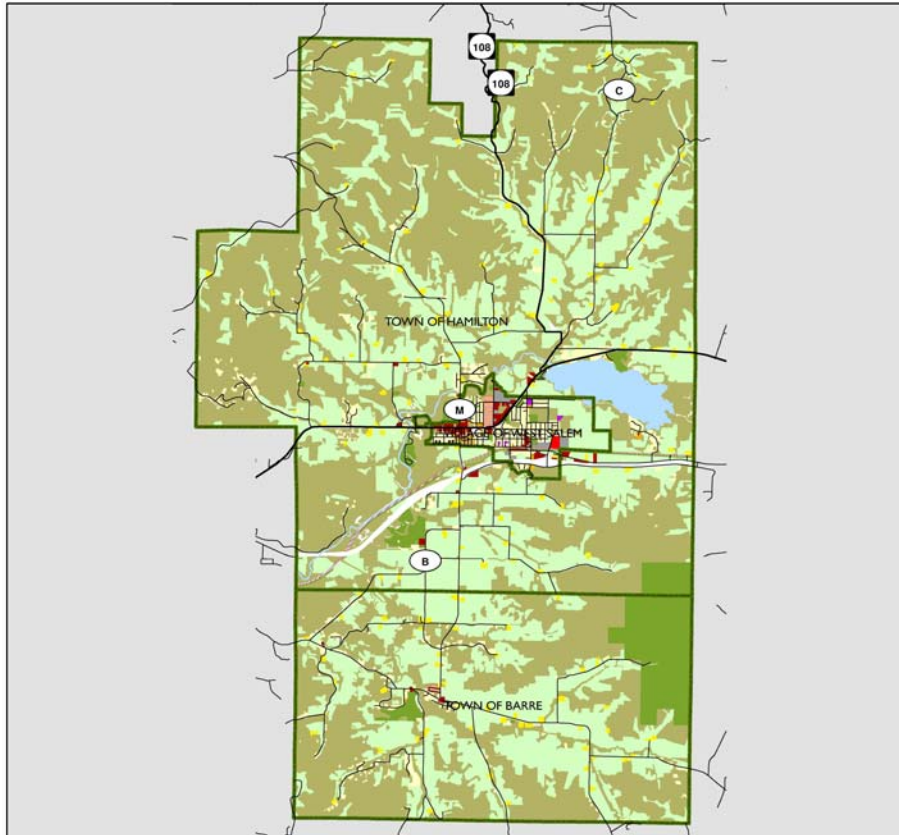 108
108
C
TOWN OF HAMILTON
M
VILLAGE OF WEST SALEM
B
TOWN OF BARRE